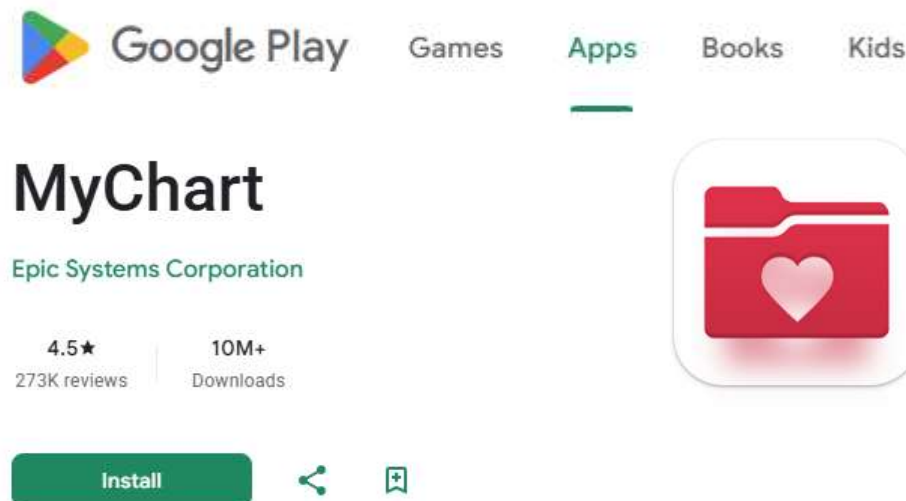 Google Play Games Apps Books Kids
MyChart
Epic Systems Corporation
4.5★ 10M+
273K reviews Downloads
Install